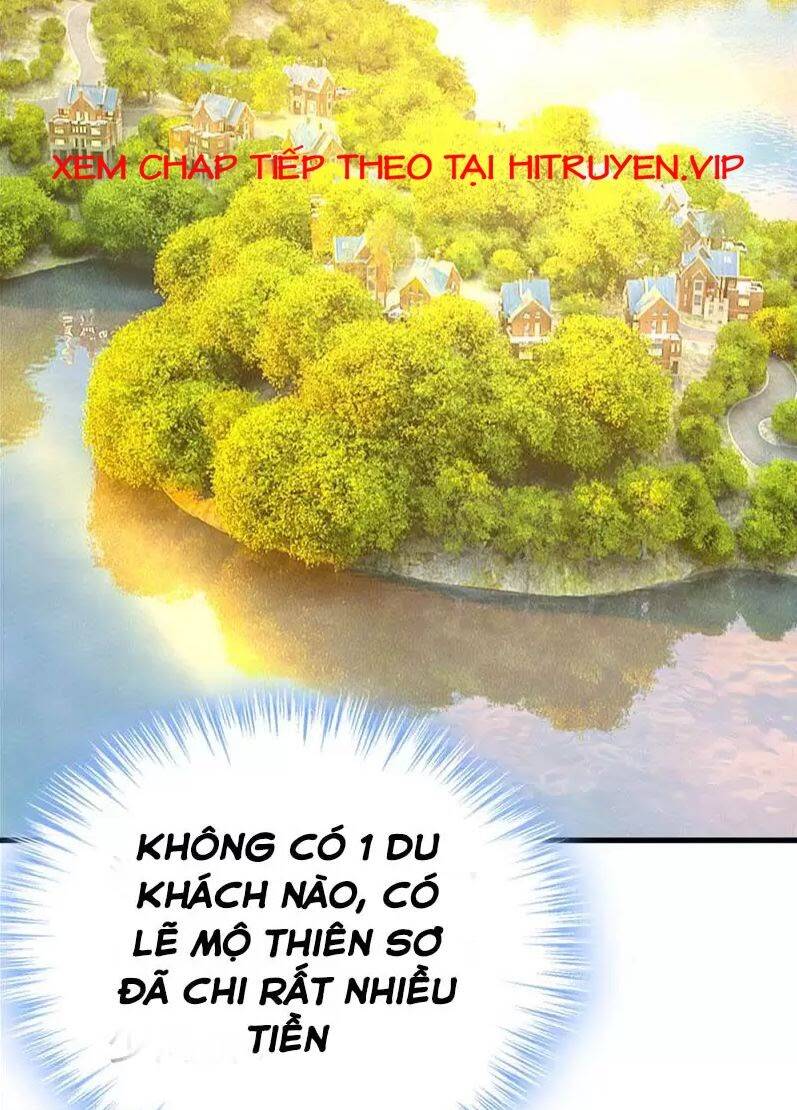 XEM CHAP TIẾP THEO TẠI HITRUYEN.VIP
KHÔNG CÓ 1 DU
KHÁCH NÀO, CÓ
LẼ MỘ THIÊN SƠ
ĐÃ CHI RẤT NHIỀU
TIỀN